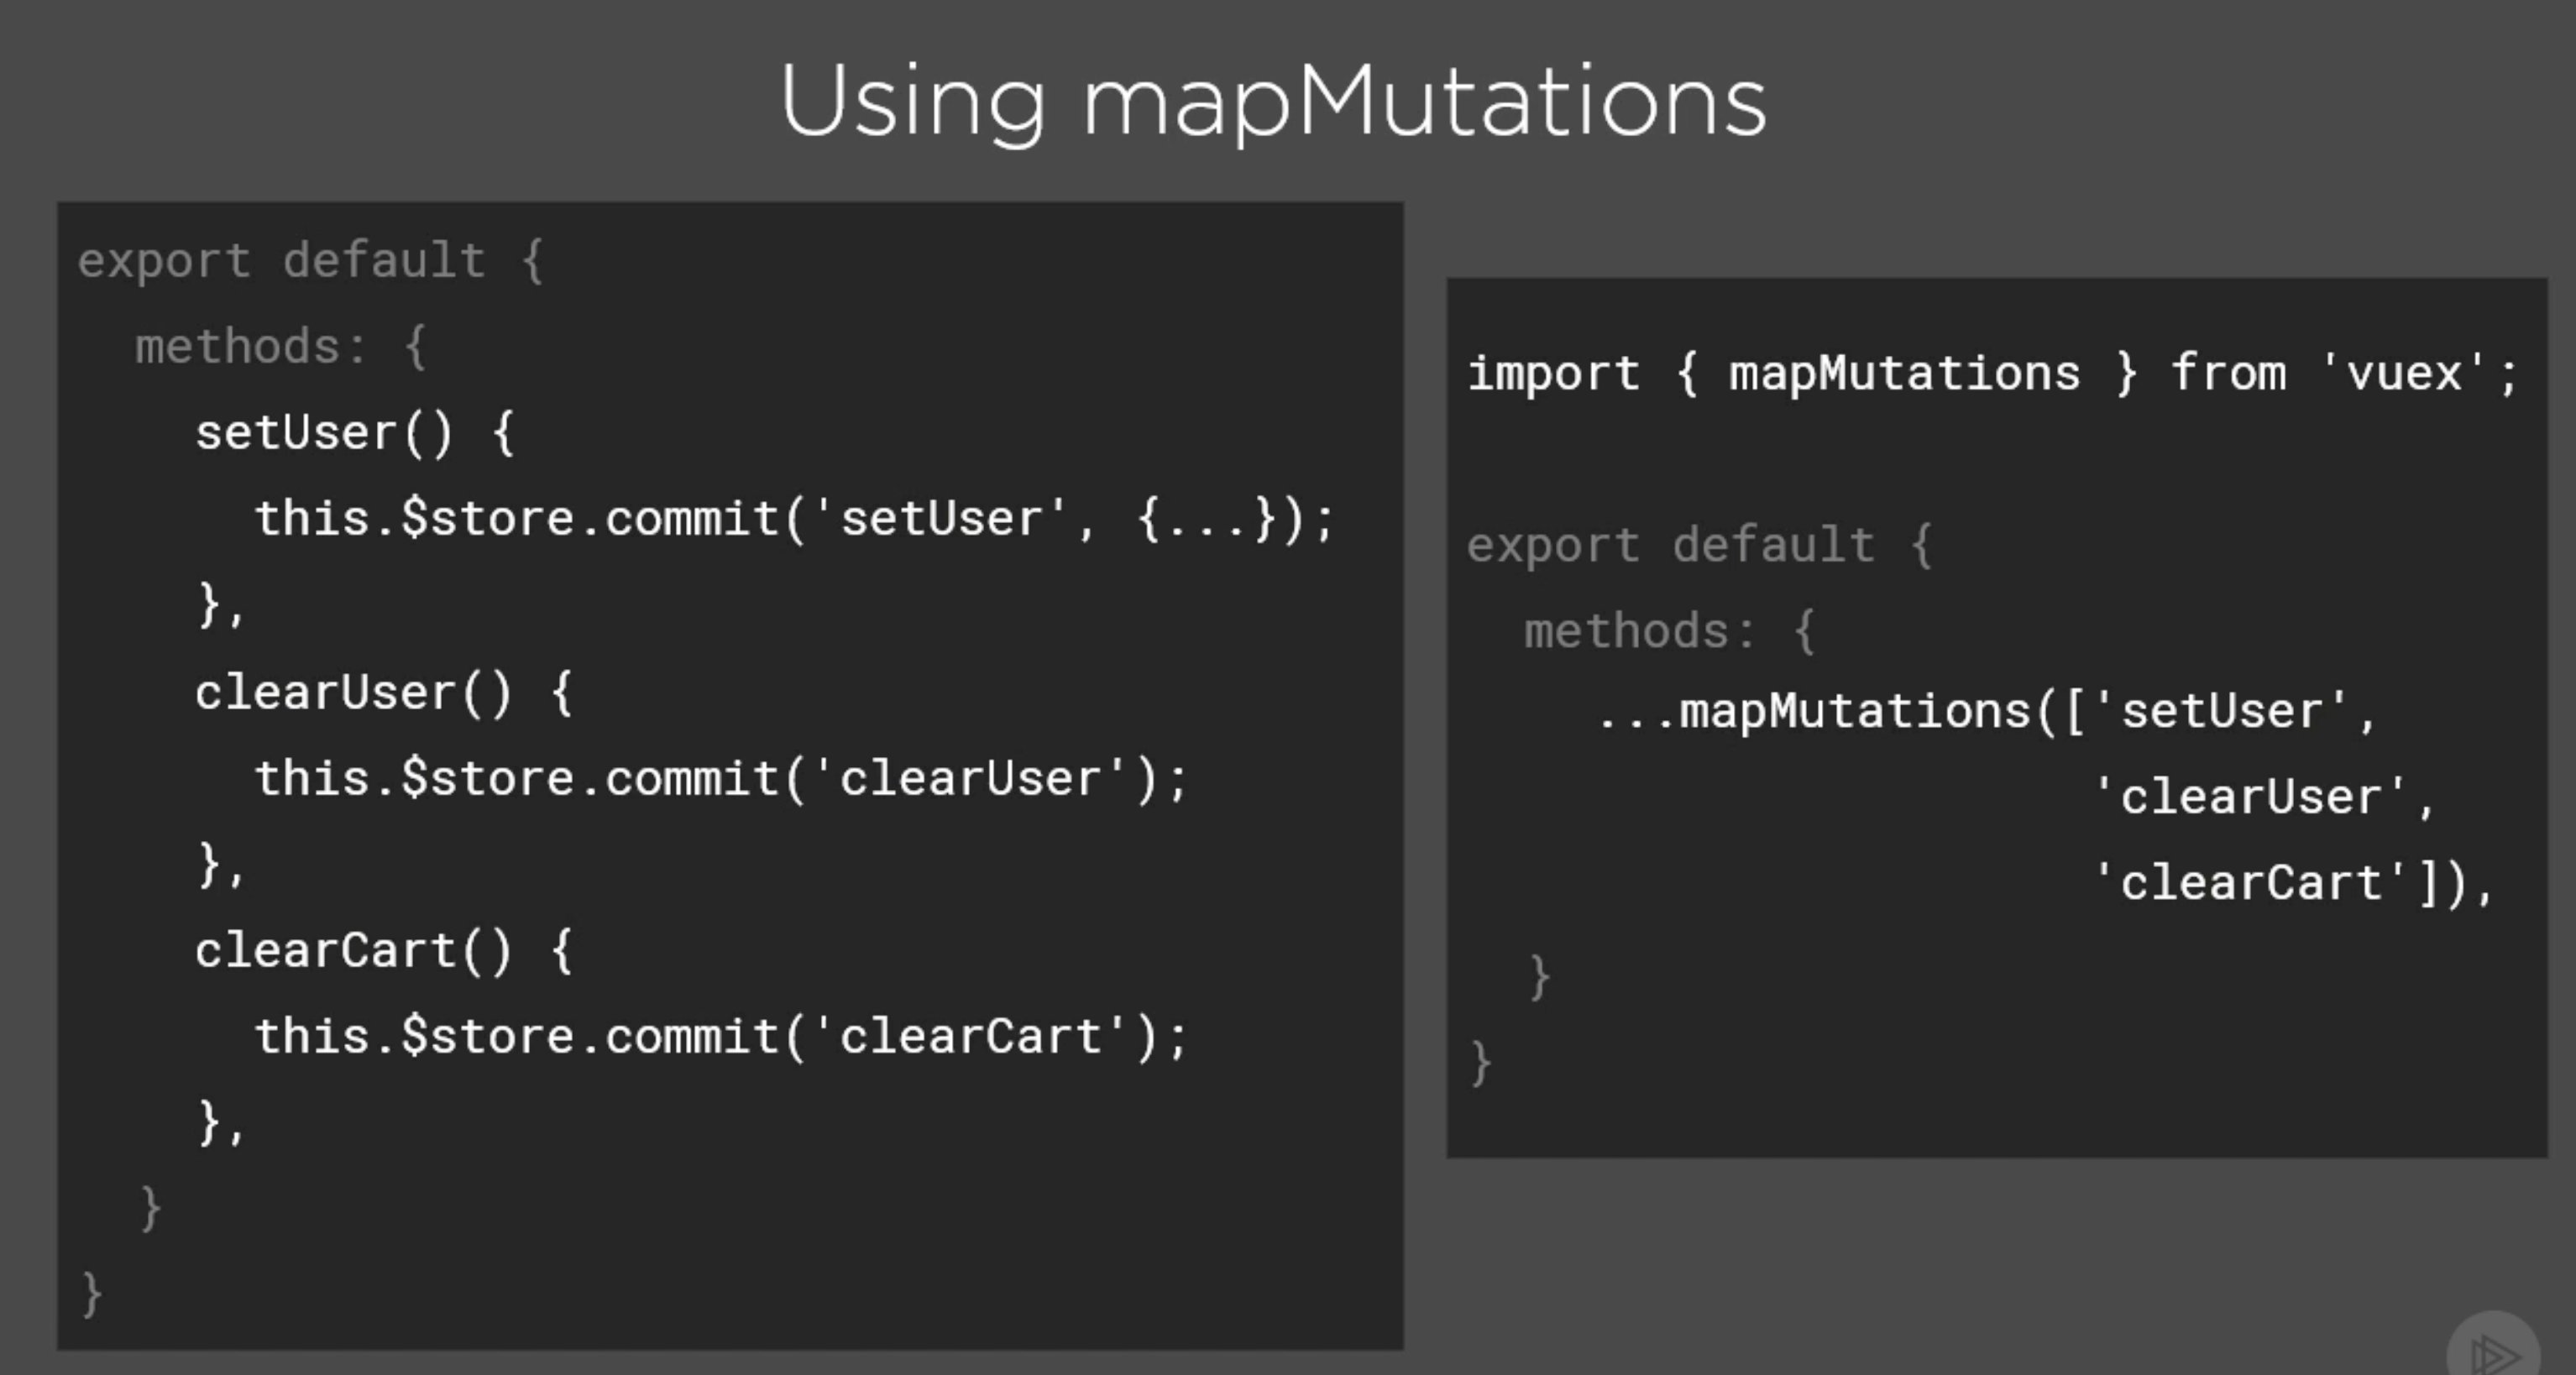 Using mapMutations
export default {
  methods: {
    setUser() {
      this.$store.commit('setUser', {...});
    },
    clearUser() {
      this.$store.commit('clearUser');
    },
    clearCart() {
      this.$store.commit('clearCart');
    },
  }
}
import { mapMutations } from 'vuex';
export default {
  methods: {
    ...mapMutations(['setUser',
                     'clearUser',
                     'clearCart']),
  }
}